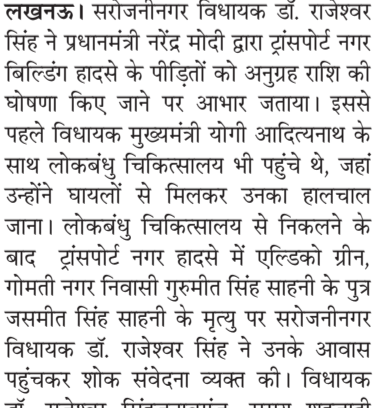 लखनऊ। सरोजनीनगर विधायक डॉ. राजेश्वर
सिंह ने प्रधानमंत्री नरेंद्र मोदी द्वारा ट्रांसपोर्ट नगर
बिल्डिंग हादसे के पीड़ितों को अनुग्रह राशि की
घोषणा किए जाने पर आभार जताया। इससे
पहले विधायक मुख्यमंत्री योगी आदित्यनाथ के
साथ लोकबंधु चिकित्सालय भी पहुंचे थे, जहां
उन्होंने घायलों से मिलकर उनका हालचाल
जाना। लोकबंधु चिकित्सालय से निकलने के
बाद ट्रांसपोर्ट नगर हादसे में एल्डिको ग्रीन,
गोमती नगर निवासी गुरुमीत सिंह साहनी के पुत्र
जसमीत सिंह साहनी के मृत्यु पर सरोजनीनगर
विधायक डॉ. राजेश्वर सिंह ने उनके आवास
पहुंचकर शोक संवेदना व्यक्त की। विधायक